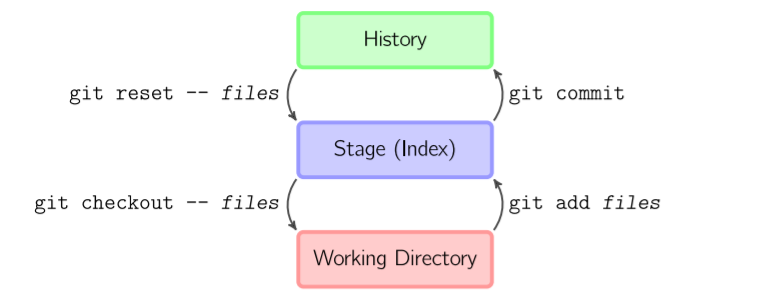 History
git reset -- files
git commit
Stage (Index)
git checkout -- files
git add files
Working Directory